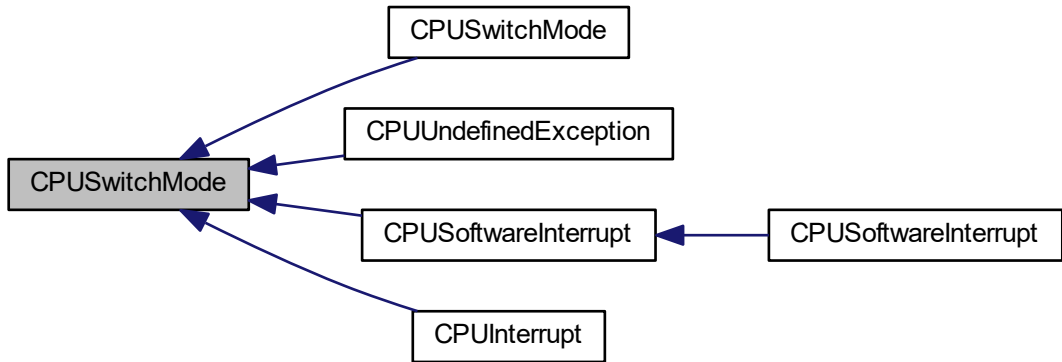 CPUSwitchMode
CPUUndefinedException
CPUSwitchMode
CPUSoftwareInterrupt
CPUSoftwareInterrupt
CPUInterrupt